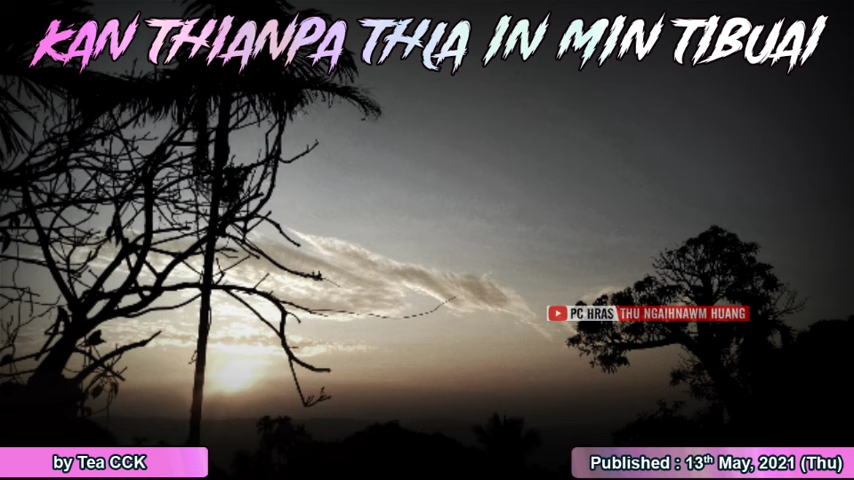 KAN THIANPA THLA IN MIN TIBUAI
PC HRAS THU NGAIHNAWM HUANG
by Tea CCK
Published : 13th May, 2021 (Thu)